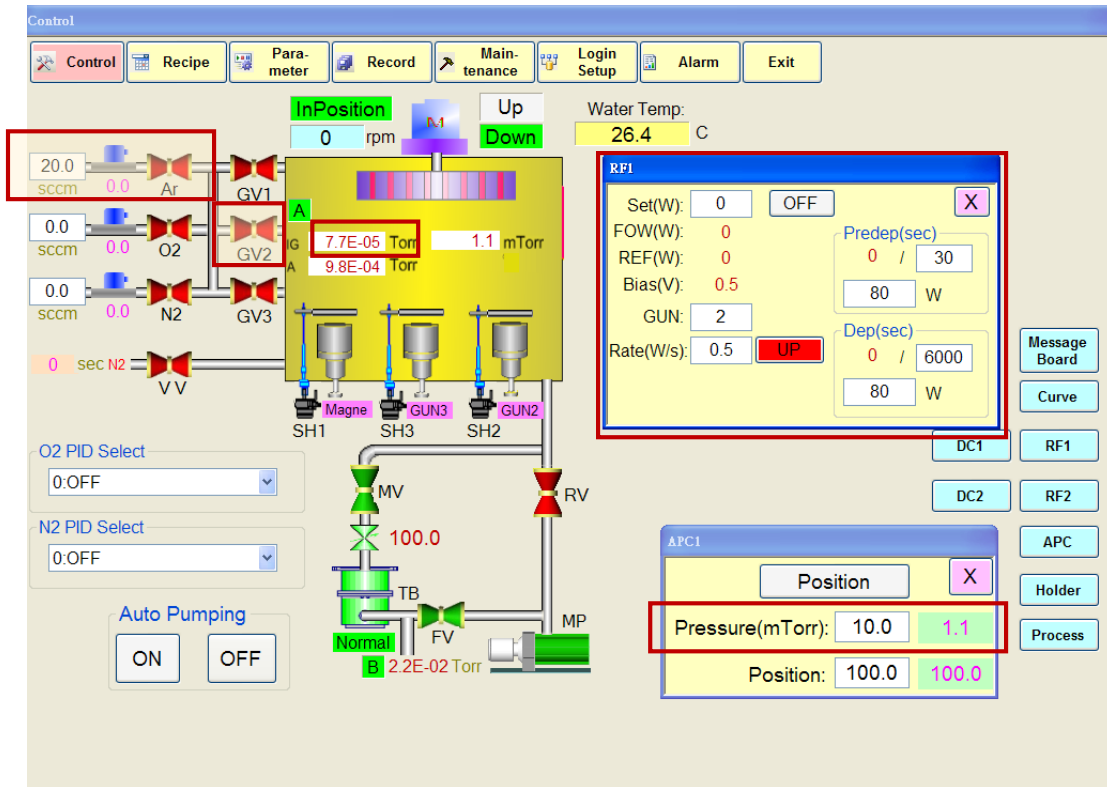 Control
Control Recipe Para-meter Record Main-tenance Login Setup Alarm Exit
InPosition
0 rpm
M1
Up
Down
Water Temp:
26.4 C
20.0
sccm 0.0 Ar
GV1
0.0
sccm 0.0 O2
GV2
0.0
sccm 0.0 N2
GV3
0 sec N2
V V
A
IG 7.7E-05 Torr 1.1 mTorr
A 9.8E-04 Torr
Magne GUN3 GUN2
SH1 SH3 SH2
RF1
Set(W): 0 OFF X
FOW(W): 0
REF(W): 0
Bias(V): 0.5
GUN: 2
Rate(W/s): 0.5 UP
Predep(sec)
0 / 30
80 W
Dep(sec)
0 / 6000
80 W
Message Board
Curve
DC1 RF1
DC2 RF2
APC
Holder
Process
O2 PID Select
0:OFF
N2 PID Select
0:OFF
Auto Pumping
ON OFF
MV RV
100.0
TB
FV
MP
Normal
B 2.2E-02 Torr
APC1
Position X
Pressure(mTorr): 10.0 1.1
Position: 100.0 100.0